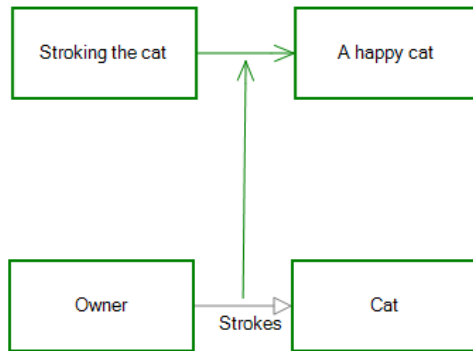 Stroking the cat
A happy cat
Owner
Strokes
Cat